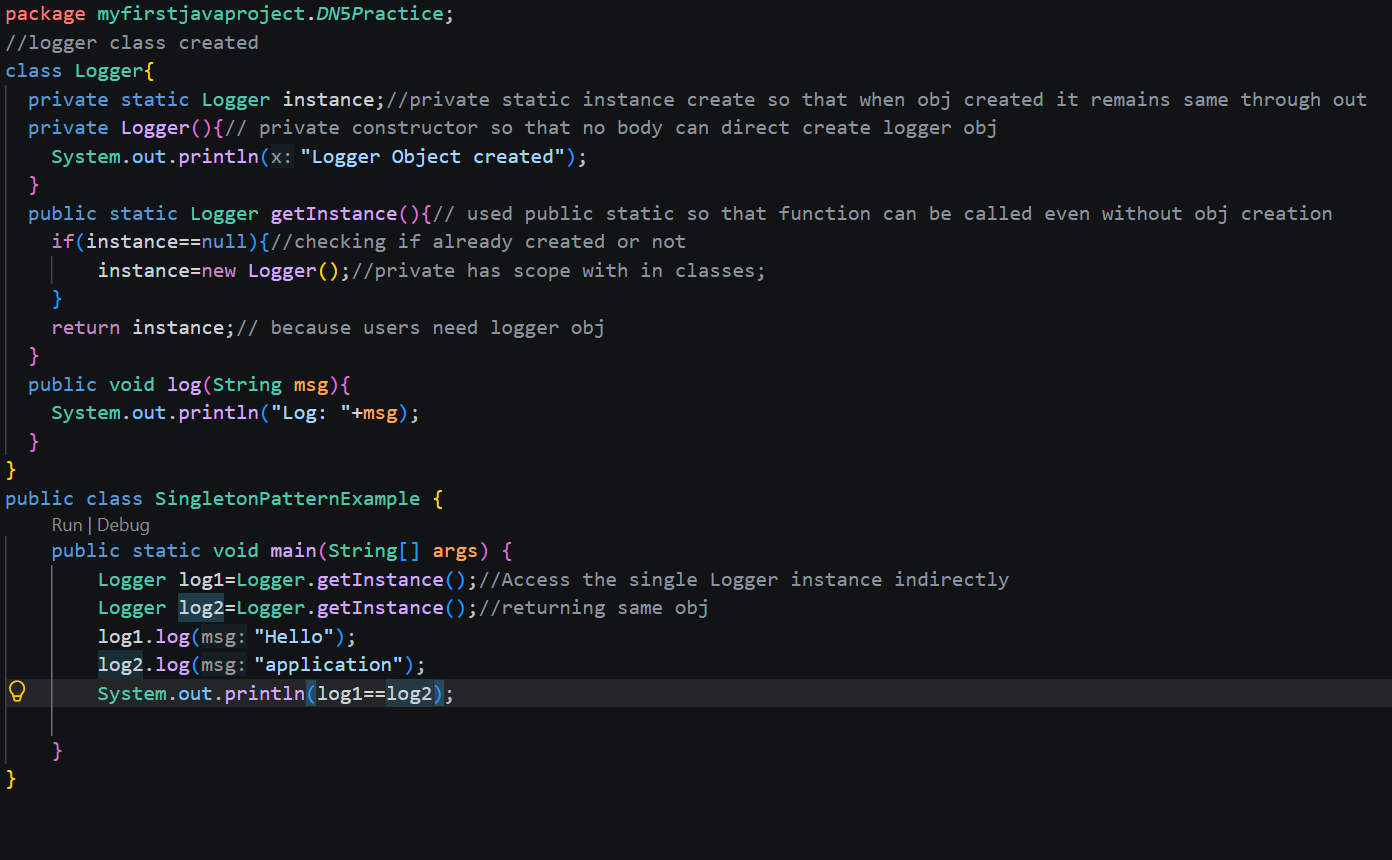 package myfirstjavaproject.DN5Practice;
//logger class created
class Logger{
private static Logger instance;//private static instance create so that when obj created it remains same through out
private Logger(){// private constructor so that no body can direct create logger obj
System.out.println(x: "Logger Object created");
}
public static Logger getInstance(){// used public static so that function can be called even without obj creation
if(instance==null){//checking if already created or not
instance=new Logger();//private has scope with in classes;
}
return instance;// because users need logger obj
}
public void log(String msg){
System.out.println("Log: "+msg);
}
}
public class SingletonPatternExample {
Run | Debug
public static void main(String[] args) {
Logger log1=Logger.getInstance();//Access the single Logger instance indirectly
Logger log2=Logger.getInstance();//returning same obj
log1.log(msg: "Hello");
log2.log(msg: "application");
System.out.println(log1==log2);
}
}